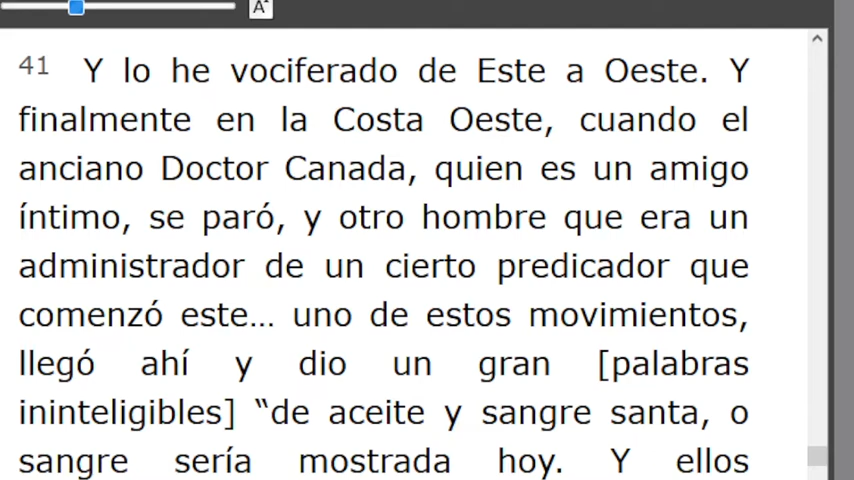 A
41 Y lo he vociferado de Este a Oeste. Y
finalmente en la Costa Oeste, cuando el
anciano Doctor Canada, quien es un amigo
íntimo, se paró, y otro hombre que era un
administrador de un cierto predicador que
comenzó este... uno de estos movimientos,
llegó ahí y dio un gran [palabras
ininteligibles] “de aceite y sangre santa, o
sangre sería mostrada hoy. Y ellos